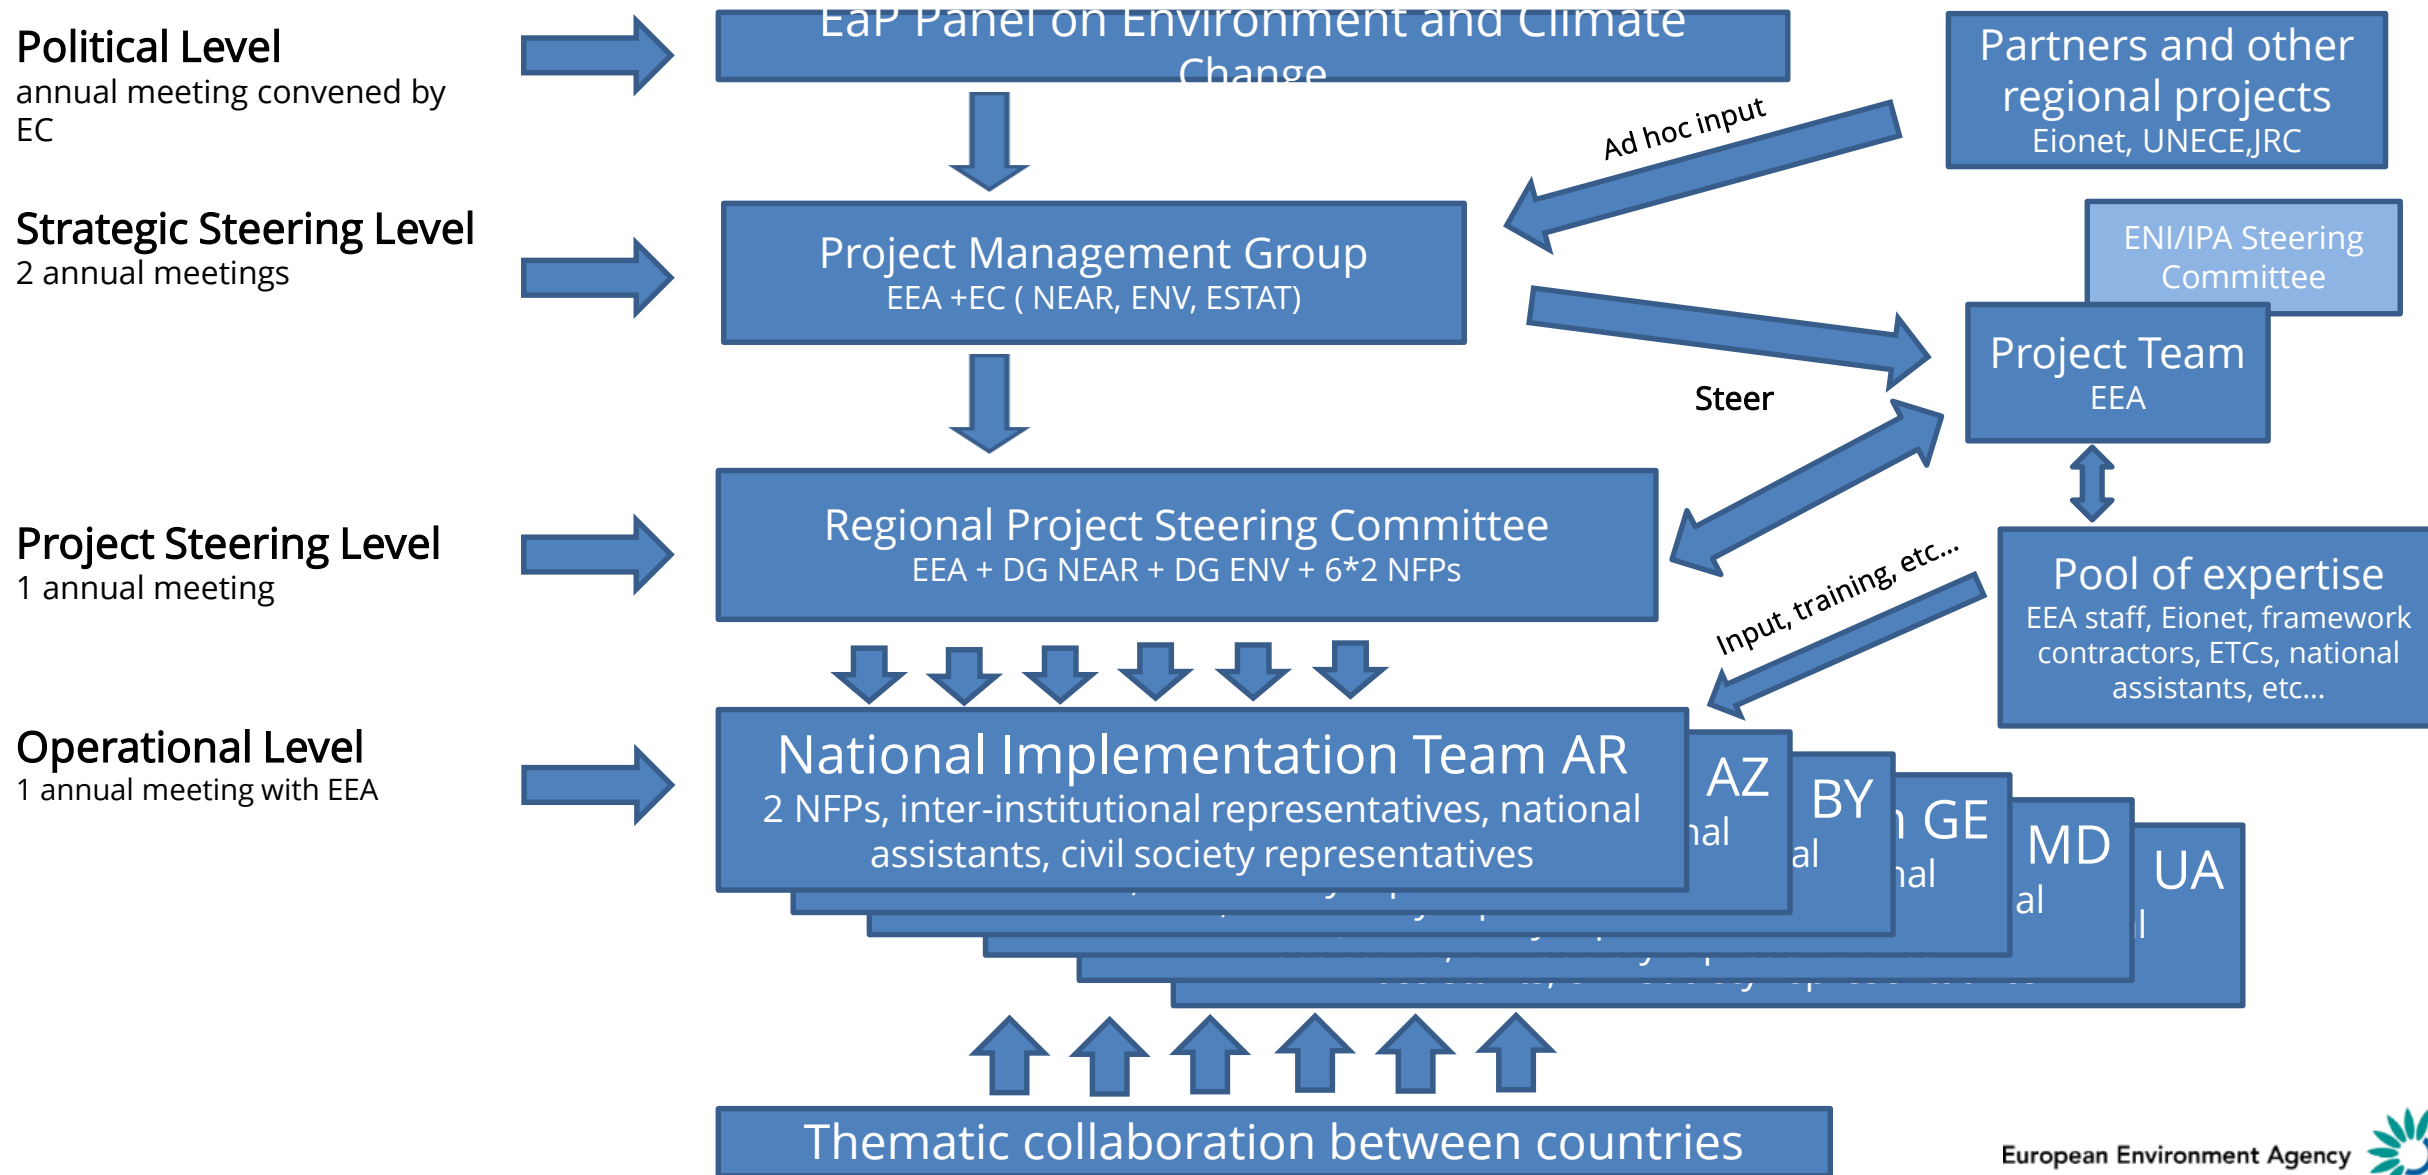 Political Level
annual meeting convened by
EC
EaP Panel on Environment and Climate
Change
Partners and other
regional projects
Eionet, UNECE,JRC
Ad hoc input
Strategic Steering Level
2 annual meetings
Project Management Group
EEA +EC ( NEAR, ENV, ESTAT)
ENI/IPA Steering
Committee
Project Team
EEA
Steer
Project Steering Level
1 annual meeting
Regional Project Steering Committee
EEA + DG NEAR + DG ENV + 6*2 NFPs
Input, training, etc...
Pool of expertise
EEA staff, Eionet, framework
contractors, ETCs, national
assistants, etc...
Operational Level
1 annual meeting with EEA
National Implementation Team AR
2 NFPs, inter-institutional representatives, national
assistants, civil society representatives
AZ
nal
BY
al
n GE
nal
MD
al
UA
l
Thematic collaboration between countries
European Environment Agency